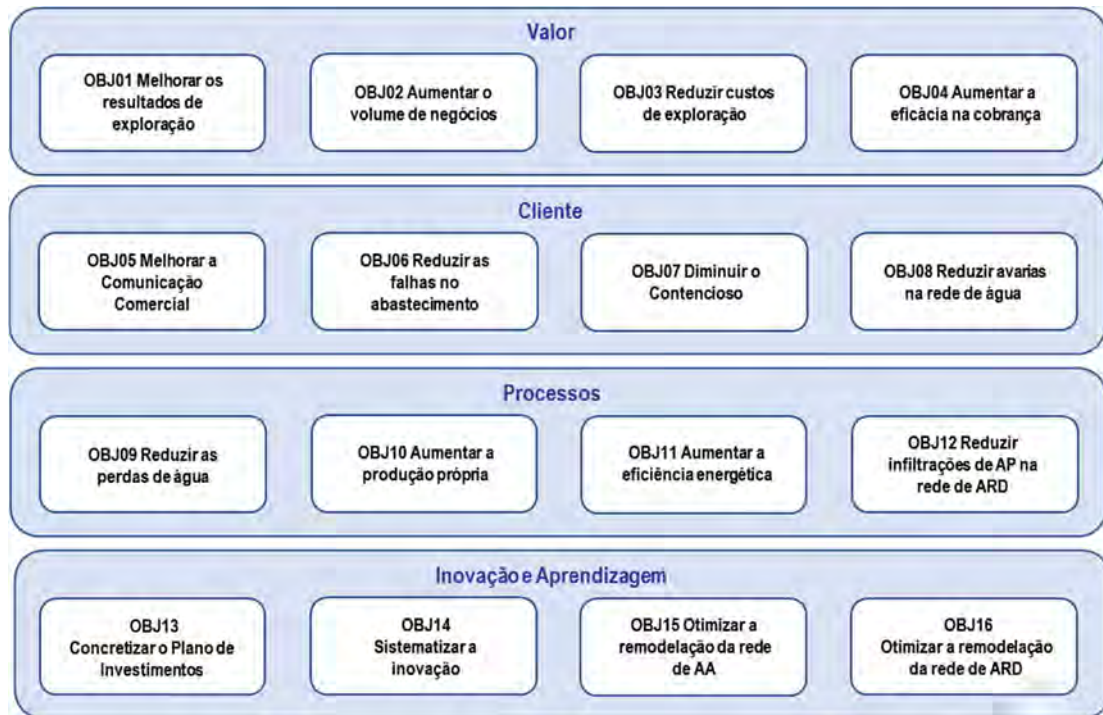 Valor
OBJ01 Melhorar os
resultados de
exploração
OBJ02 Aumentar o
volume de negócios
OBJ03 Reduzir custos
de exploração
OBJ04 Aumentar a
eficácia na cobrança
Cliente
OBJ05 Melhorar a
Comunicação
Comercial
OBJ06 Reduzir as
falhas no
abastecimento
OBJ07 Diminuir o
Contencioso
OBJ08 Reduzir avarias
na rede de água
Processos
OBJ09 Reduzir as
perdas de água
OBJ10 Aumentar a
produção própria
OBJ11 Aumentar a
eficiência energética
OBJ12 Reduzir
infiltrações de AP na
rede de ARD
Inovação e Aprendizagem
OBJ13
Concretizar o Plano de
Investimentos
OBJ14
Sistematizar a
inovação
OBJ15 Otimizar a
remodelação da rede
de AA
OBJ16
Otimizar a remodelação
da rede de ARD